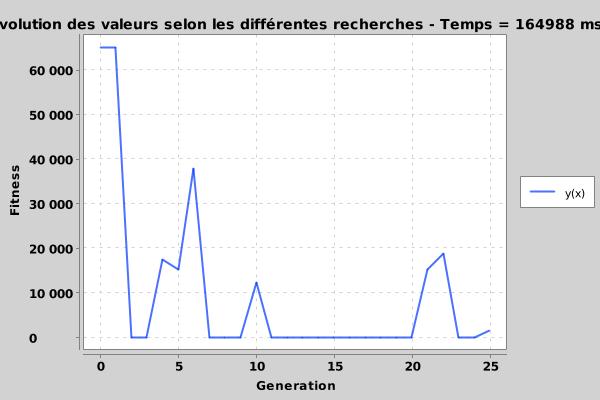 volution des valeurs selon les différentes recherches - Temps = 164988 ms
60 000
50 000
40 000
30 000
20 000
10 000
0
Fitness
0 5 10 15 20 25
Generation
y(x)